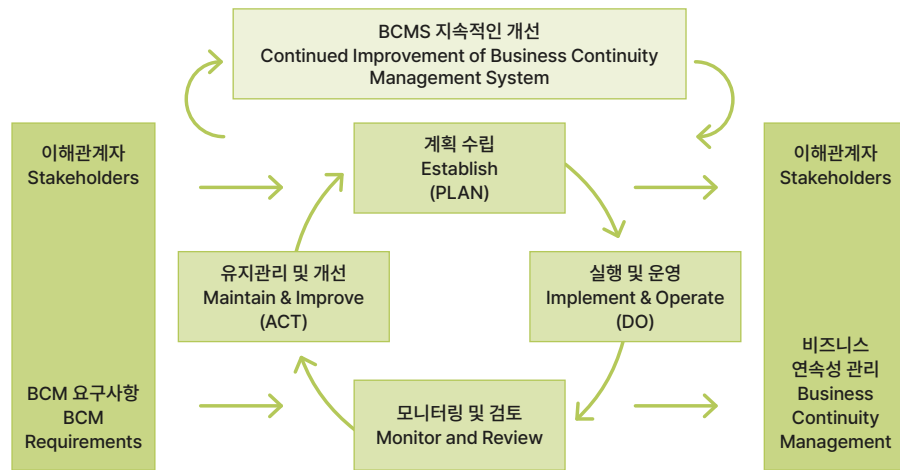 BCMS 지속적인 개선
Continued Improvement of Business Continuity
Management System
이해관계자
Stakeholders
BCM 요구사항
BCM
Requirements
계획 수립
Establish
(PLAN)
유지관리 및 개선
Maintain & Improve
(ACT)
실행 및 운영
Implement & Operate
(DO)
모니터링 및 검토
Monitor and Review
이해관계자
Stakeholders
비즈니스
연속성 관리
Business
Continuity
Management